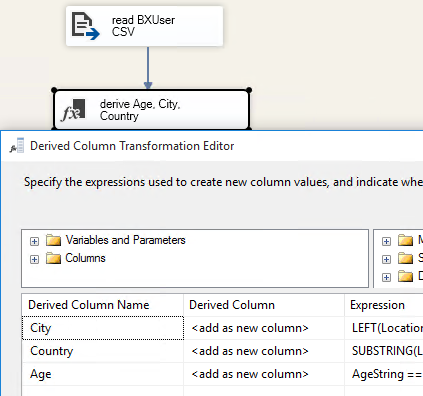 read BXUser
CSV
fx
derive Age, City,
Country
fx
Derived Column Transformation Editor
Specify the expressions used to create new column values, and indicate whe
Variables and Parameters
Columns
M
S
D
Derived Column Name Derived Column Expression
City <add as new column> LEFT(Location
Country <add as new column> SUBSTRING(L
Age <add as new column> AgeString ==